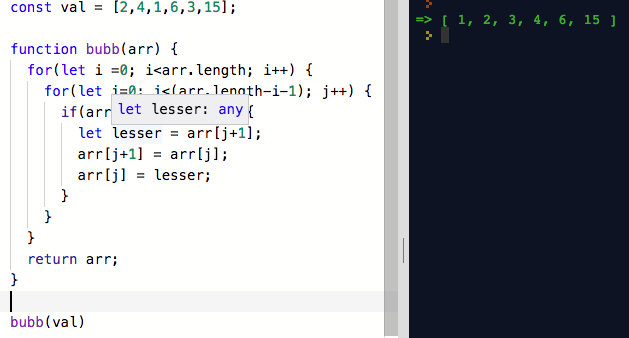 const val = [2,4,1,6,3,15];
function bubb(arr) {
for(let i =0; i<arr.length; i++) {
for(let j=0; j<(arr.length-i-1); j++) {
if(arr {
let lesser: any
let lesser = arr[j+1];
arr[j+1] = arr[j];
arr[j] = lesser;
}
}
}
return arr;
}
bubb(val)
=> [ 1, 2, 3, 4, 6, 15 ]